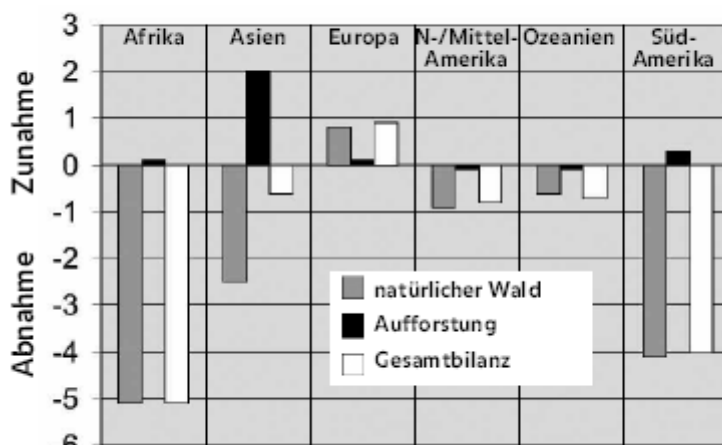 Afrika
Asien
Europa
N-/Mittel-
Amerika
Ozeanien
Süd-
Amerika
3
2
1
0
-1
-2
-3
-4
-5
-6
Zunahme
Abnahme
natürlicher Wald
Aufforstung
Gesamtbilanz